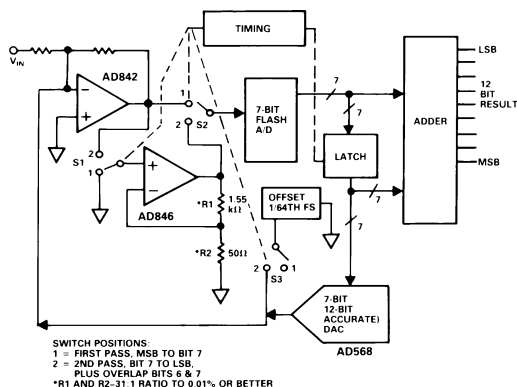 TIMING
VIN
AD842
1
2
S2
7-BIT
FLASH
A/D
7
7
LATCH
7
7
ADDER
LSB
12
BIT
RESULT
MSB
2
S1
1
AD846
*R1
1.55
kΩ
*R2
50Ω
OFFSET
1/64TH FS
2
1
S3
7-BIT
12-BIT
ACCURATE)
DAC
AD568
SWITCH POSITIONS:
1 = FIRST PASS, MSB TO BIT 7
2 = 2ND PASS, BIT 7 TO LSB,
PLUS OVERLAP BITS 6 & 7
*R1 AND R2–31:1 RATIO TO 0.01% OR BETTER